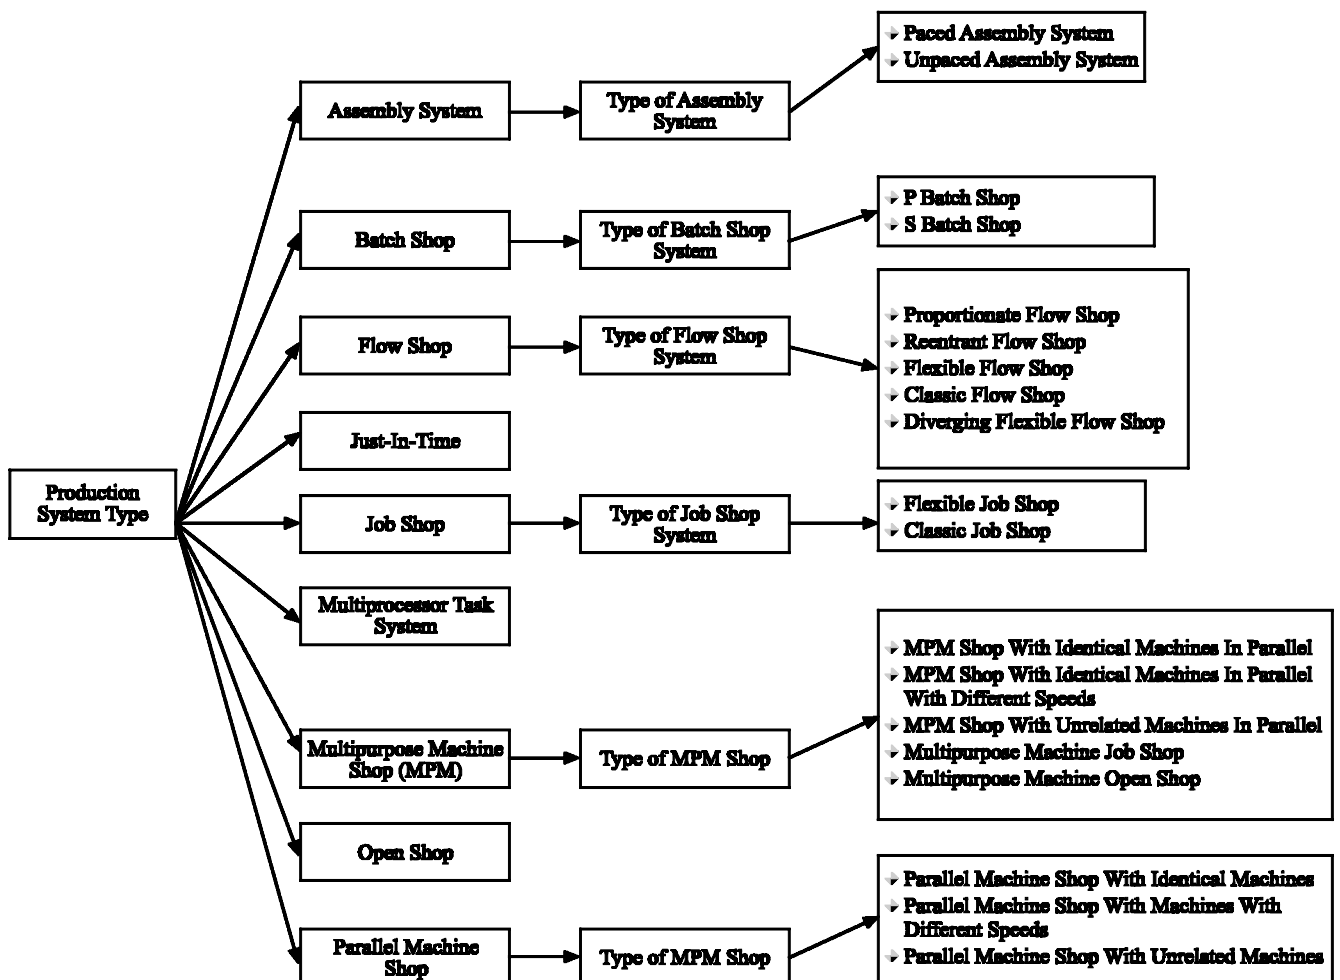 Production
System Type
Assembly System
Type of Assembly
System
Paced Assembly System
Unpaced Assembly System
Batch Shop
Type of Batch Shop
System
P Batch Shop
S Batch Shop
Flow Shop
Type of Flow Shop
System
Proportionate Flow Shop
Reentrant Flow Shop
Flexible Flow Shop
Classic Flow Shop
Diverging Flexible Flow Shop
Just-In-Time
Job Shop
Type of Job Shop
System
Flexible Job Shop
Classic Job Shop
Multiprocessor Task
System
Multipurpose Machine
Shop (MPM)
Type of MPM Shop
MPM Shop With Identical Machines In Parallel
MPM Shop With Identical Machines In Parallel
With Different Speeds
MPM Shop With Unrelated Machines In Parallel
Multipurpose Machine Job Shop
Multipurpose Machine Open Shop
Open Shop
Parallel Machine
Shop
Type of MPM Shop
Parallel Machine Shop With Identical Machines
Parallel Machine Shop With Machines With
Different Speeds
Parallel Machine Shop With Unrelated Machines